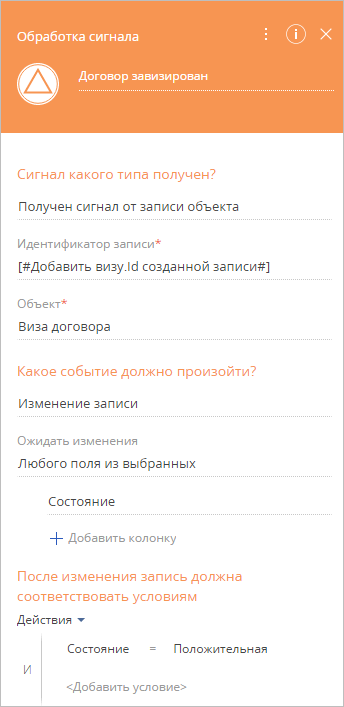 Обработка сигнала
Договор завизирован
Сигнал какого типа получен?
Получен сигнал от записи объекта
Идентификатор записи*
[#Добавить визу.Id созданной записи#]
Объект*
Виза договора
Какое событие должно произойти?
Изменение записи
Ожидать изменения
Любого поля из выбранных
Состояние
+ Добавить колонку
После изменения запись должна
соответствовать условиям
Действия
Состояние = Положительная
И
<Добавить условие>